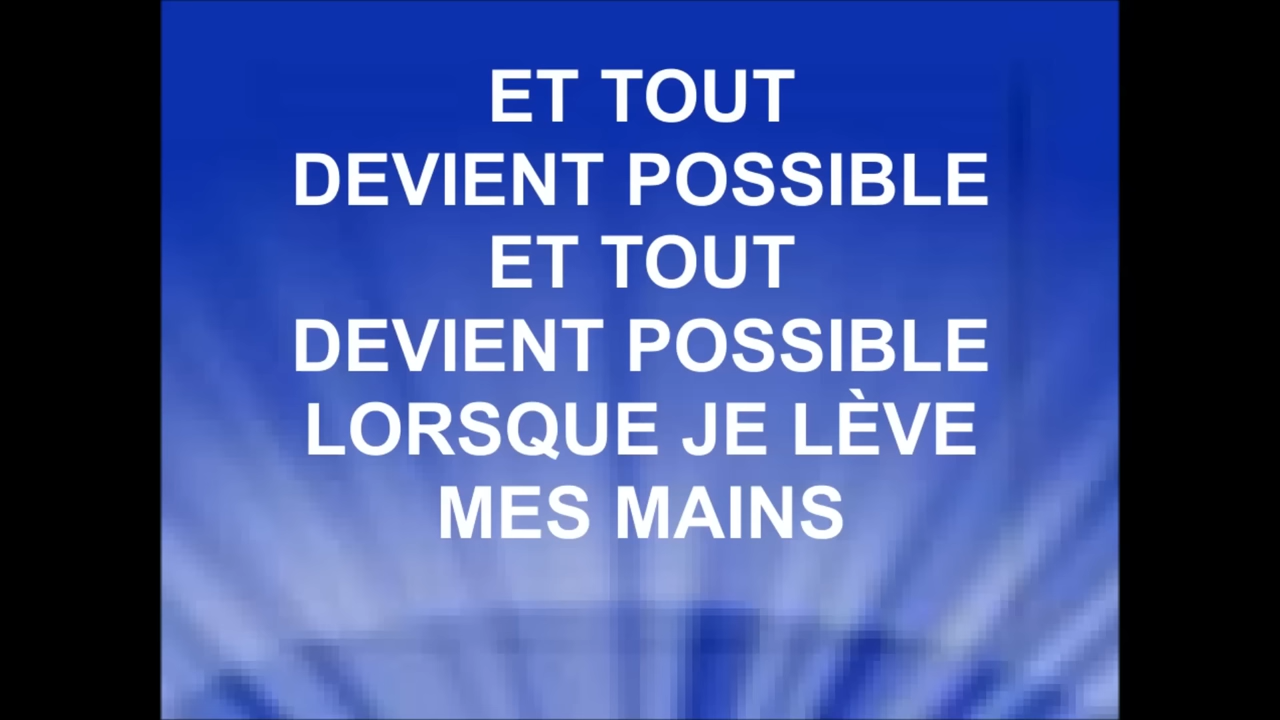 ET TOUT
DEVIENT POSSIBLE
ET TOUT
DEVIENT POSSIBLE
LORSQUE JE LÈVE
MES MAINS